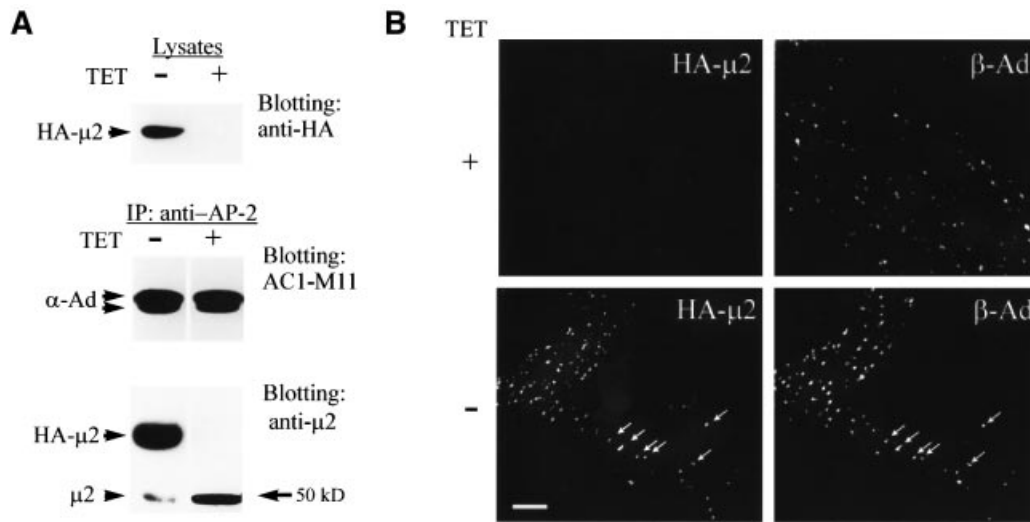 A
Lysates
TET - +
HA-μ2
Blotting:
anti-HA
IP: anti-AP-2
TET - +
α-Ad
Blotting:
AC1-M11
HA-μ2
Blotting:
anti-μ2
μ2
50 kD
B
TET
+
HA-μ2
β-Ad
-
HA-μ2
β-Ad